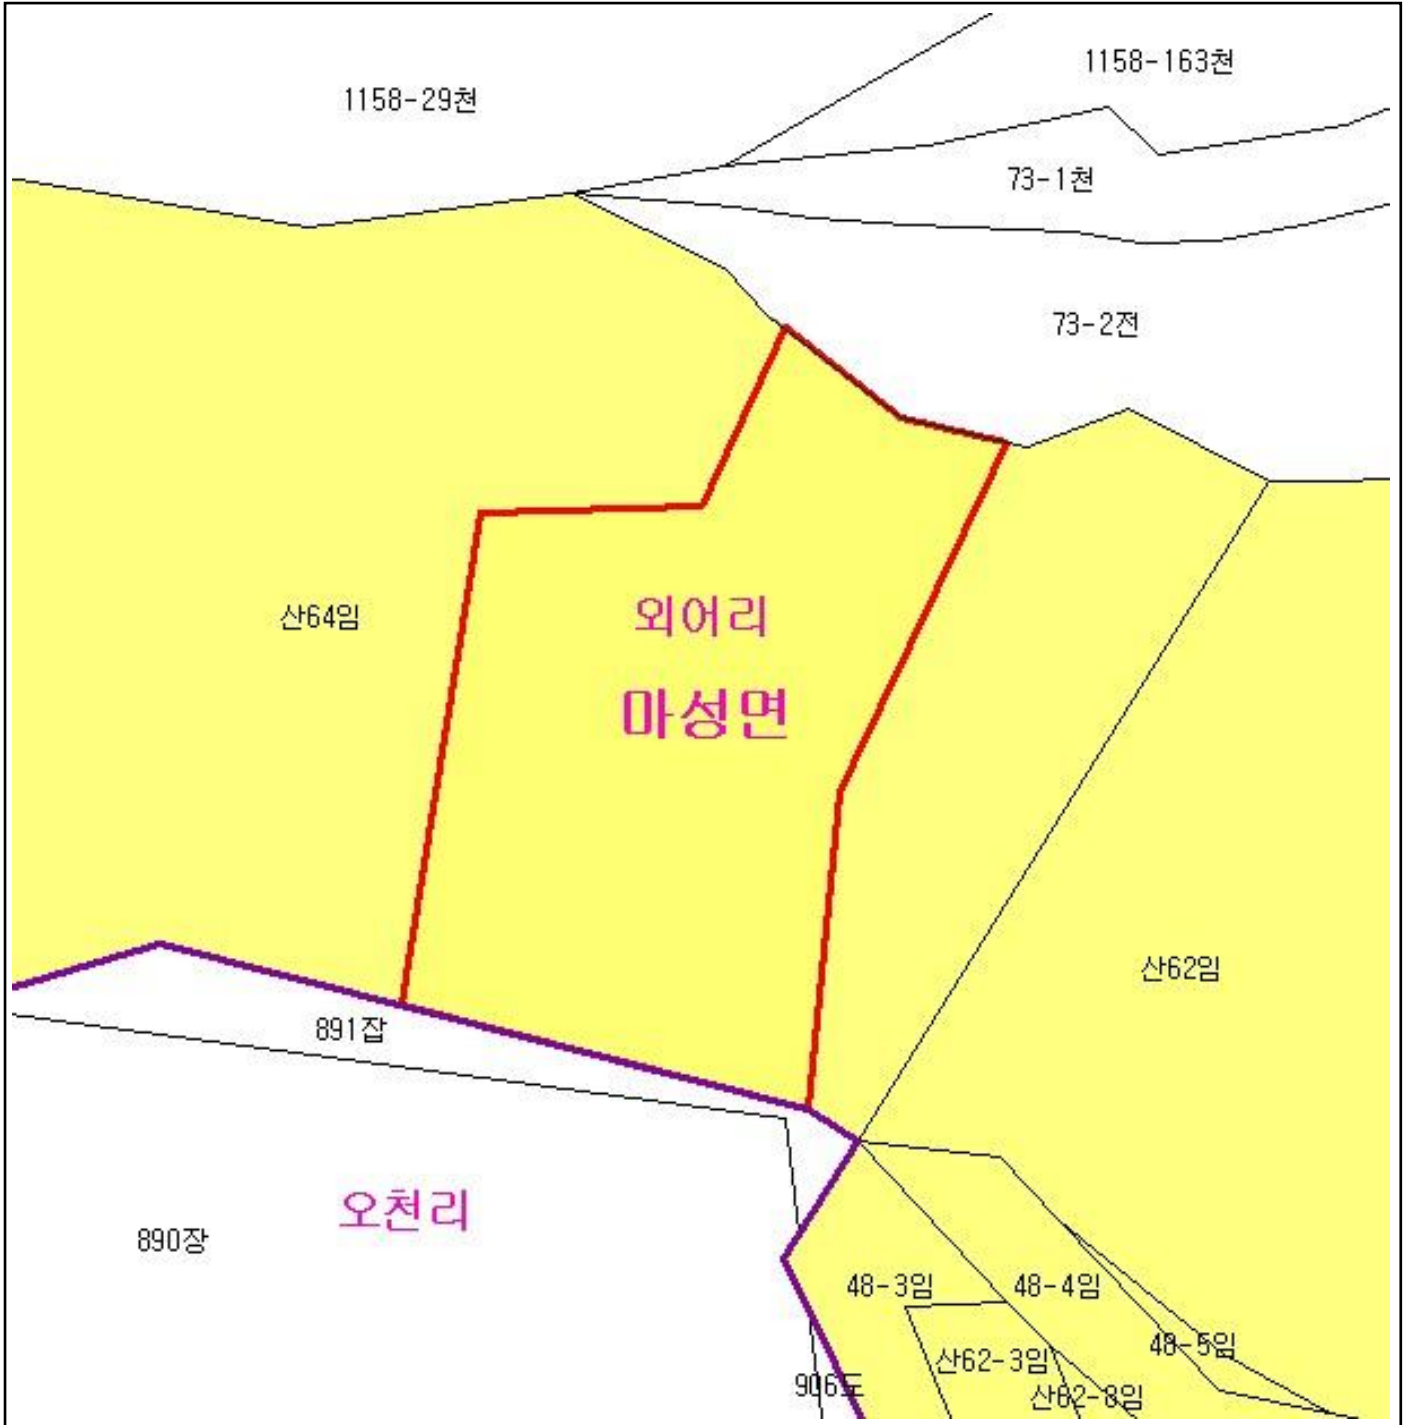 1158-163천
1158-29천
73-1천
73-2전
산64임
외어리
마성면
산62임
891잡
오천리
890장
48-3임
48-4임
48-5임
산62-3임
906도
산62-8임